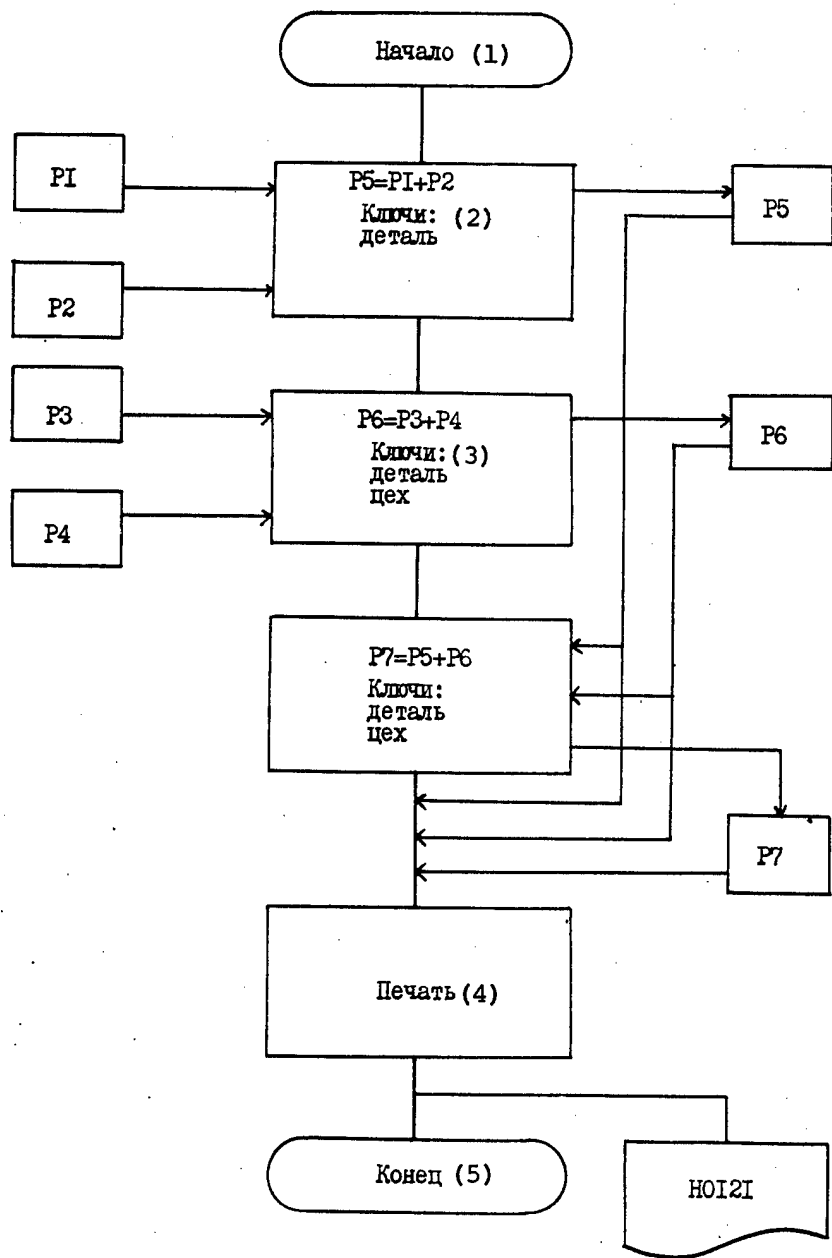 Начало (1)
PI
P5=PI+P2
Ключи: (2)
деталь
P5
P2
P3
P6=P3+P4
Ключи: (3)
деталь
цех
P6
P4
P7=P5+P6
Ключи:
деталь
цех
P7
Печать (4)
Конец (5)
HOI2I